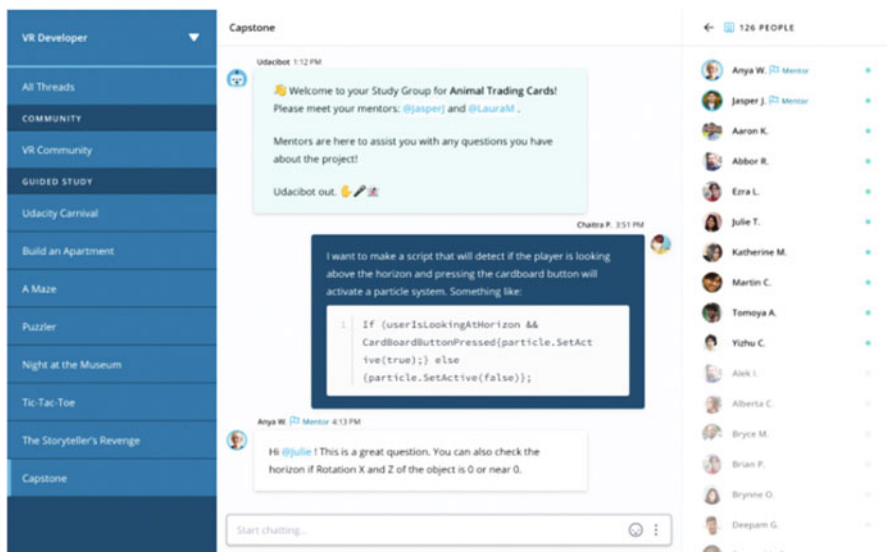 VR Developer
All Threads
COMMUNITY
VR Community
GUIDED STUDY
Udacity Carnival
Build an Apartment
A Maze
Puzzler
Night at the Museum
Tic-Tac-Toe
The Storyteller's Revenge
Capstone
Capstone
Udacibot 1:12 PM
Welcome to your Study Group for Animal Trading Cards!
Please meet your mentors: @JasperJ and @LauraM .
Mentors are here to assist you with any questions you have
about the project!
Udacibot out.
Chaitra P. 3:51 PM
I want to make a script that will detect if the player is looking
above the horizon and pressing the cardboard button will
activate a particle system. Something like:
1 If (userIsLookingAtHorizon &&
CardBoardButtonPressed{particle.SetAct
ive(true);} else
{particle.SetActive(false)};
Anya W. Mentor 4:13 PM
Hi @Julie ! This is a great question. You can also check the
horizon if Rotation X and Z of the object is 0 or near 0.
Start chatting...
126 PEOPLE
Anya W. Mentor
Jasper J. Mentor
Aaron K.
Abbor R.
Ezra L.
Julie T.
Katherine M.
Martin C.
Tomoya A.
Yizhu C.
Alek I.
Alberta C.
Bryce M.
Brian P.
Brynne O.
Deepam G.